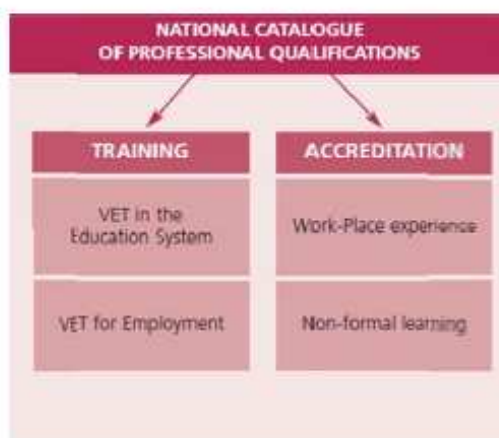 NATIONAL CATALOGUE
OF PROFESSIONAL QUALIFICATIONS
TRAINING
VET in the
Education System
VET for Employment
ACCREDITATION
Work-Place experience
Non-formal learning